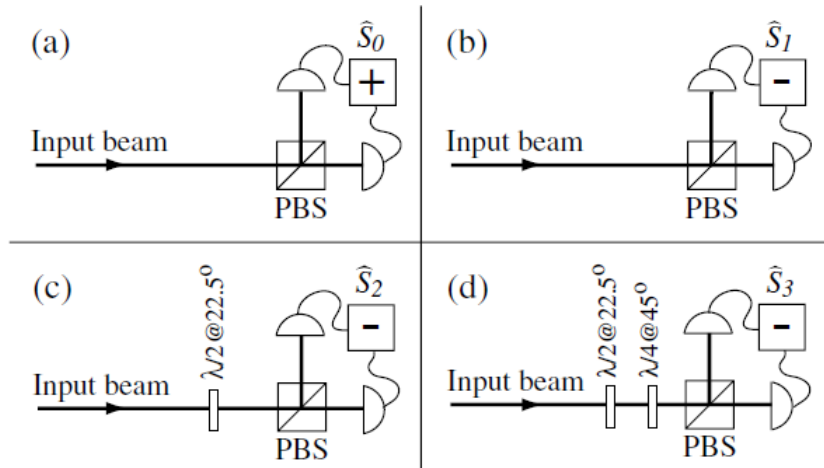 (a)
Ŝ0
+
Input beam
PBS
(b)
Ŝ1
-
Input beam
PBS
(c)
λ/2@22.5°
Ŝ2
-
Input beam
PBS
(d)
λ/2@22.5°
λ/4@45°
Ŝ3
-
Input beam
PBS